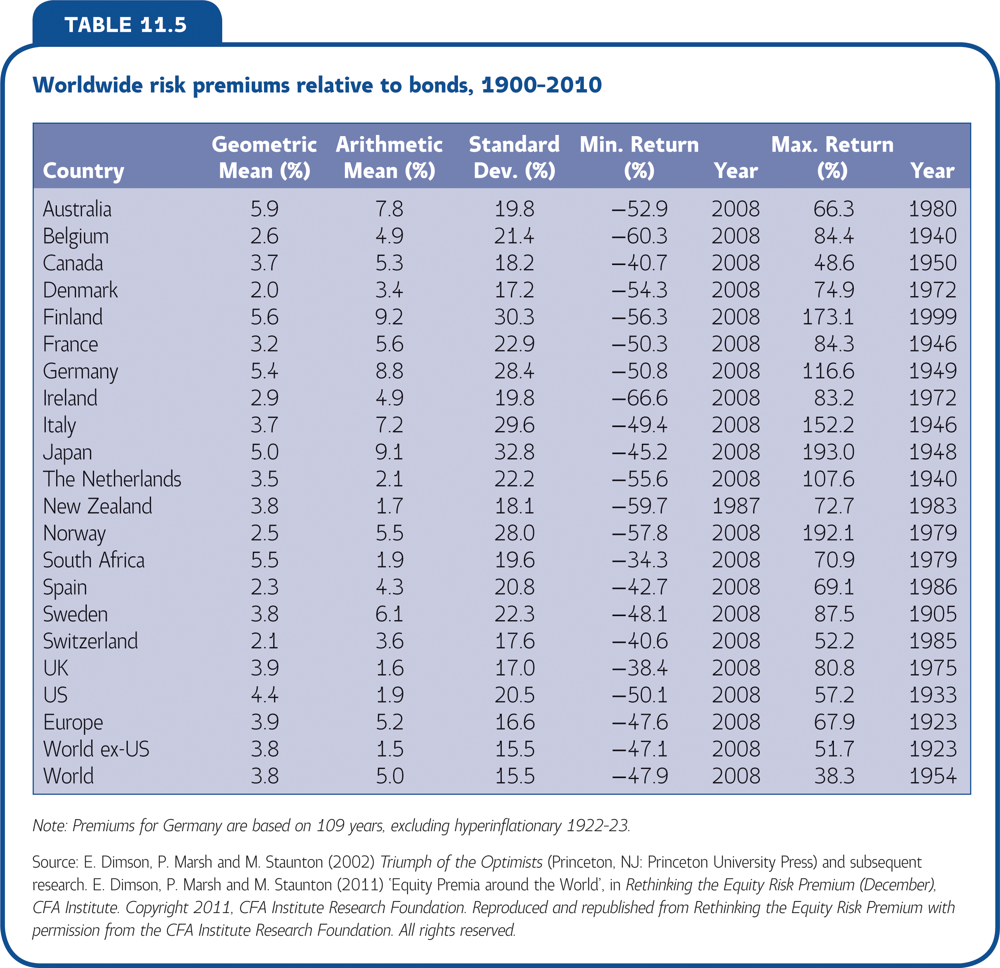 TABLE 11.5
Worldwide risk premiums relative to bonds, 1900–2010
Geometric Arithmetic Standard Min. Return Max. Return
Country Mean (%) Mean (%) Dev. (%) (%) Year (%) Year
Australia 5.9 7.8 19.8 −52.9 2008 66.3 1980
Belgium 2.6 4.9 21.4 −60.3 2008 84.4 1940
Canada 3.7 5.3 18.2 −40.7 2008 48.6 1950
Denmark 2.0 3.4 17.2 −54.3 2008 74.9 1972
Finland 5.6 9.2 30.3 −56.3 2008 173.1 1999
France 3.2 5.6 22.9 −50.3 2008 84.3 1946
Germany 5.4 8.8 28.4 −50.8 2008 116.6 1949
Ireland 2.9 4.9 19.8 −66.6 2008 83.2 1972
Italy 3.7 7.2 29.6 −49.4 2008 152.2 1946
Japan 5.0 9.1 32.8 −45.2 2008 193.0 1948
The Netherlands 3.5 2.1 22.2 −55.6 2008 107.6 1940
New Zealand 3.8 1.7 18.1 −59.7 1987 72.7 1983
Norway 2.5 5.5 28.0 −57.8 2008 192.1 1979
South Africa 5.5 1.9 19.6 −34.3 2008 70.9 1979
Spain 2.3 4.3 20.8 −42.7 2008 69.1 1986
Sweden 3.8 6.1 22.3 −48.1 2008 87.5 1905
Switzerland 2.1 3.6 17.6 −40.6 2008 52.2 1985
UK 3.9 1.6 17.0 −38.4 2008 80.8 1975
US 4.4 1.9 20.5 −50.1 2008 57.2 1933
Europe 3.9 5.2 16.6 −47.6 2008 67.9 1923
World ex-US 3.8 1.5 15.5 −47.1 2008 51.7 1923
World 3.8 5.0 15.5 −47.9 2008 38.3 1954
Note: Premiums for Germany are based on 109 years, excluding hyperinflationary 1922–23.
Source: E. Dimson, P. Marsh and M. Staunton (2002) Triumph of the Optimists (Princeton, NJ: Princeton University Press) and subsequent
research. E. Dimson, P. Marsh and M. Staunton (2011) ‘Equity Premia around the World’, in Rethinking the Equity Risk Premium (December),
CFA Institute. Copyright 2011, CFA Institute Research Foundation. Reproduced and republished from Rethinking the Equity Risk Premium with
permission from the CFA Institute Research Foundation. All rights reserved.